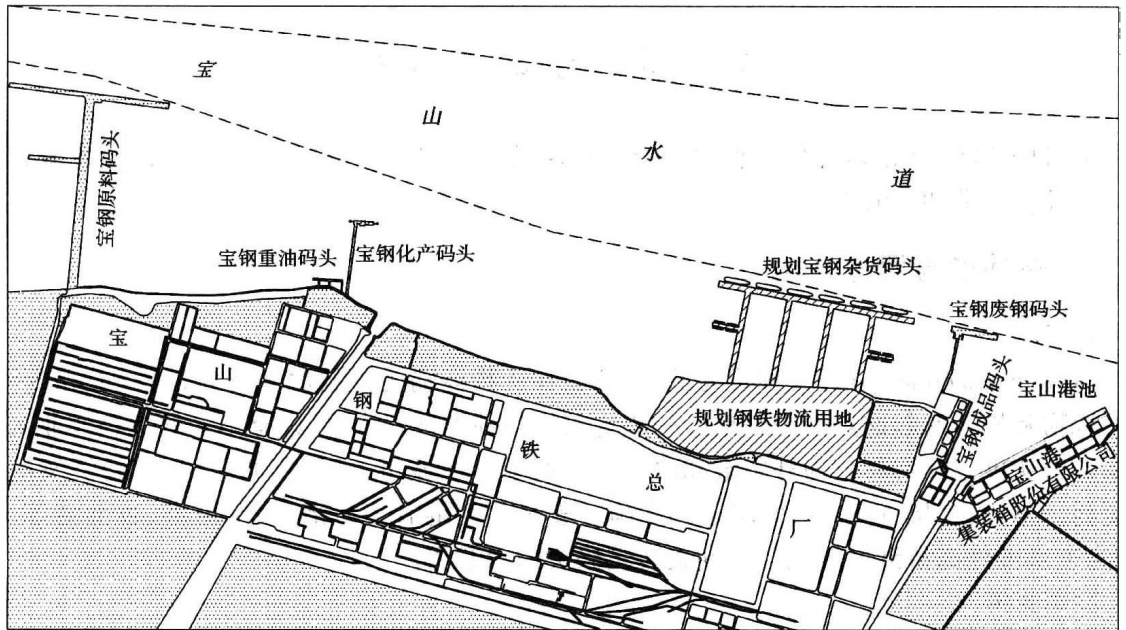 宝山水道
宝钢原料码头
宝钢重油码头
宝钢化产码头
规划宝钢杂货码头
宝钢废钢码头
宝钢成品码头
宝山港池
宝山钢铁总厂
规划钢铁物流用地
宝山港
集装箱股份有限公司